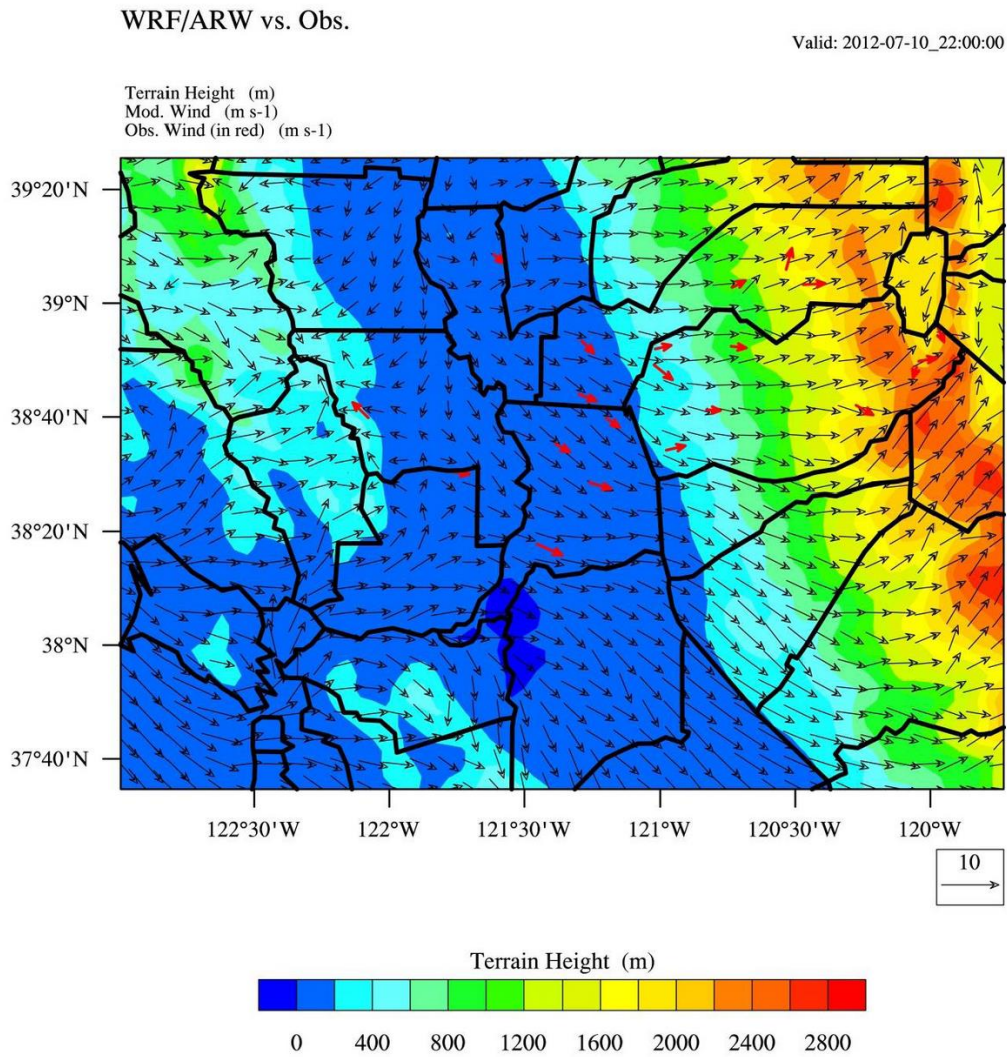 WRF/ARW vs. Obs.
Valid: 2012-07-10_22:00:00
Terrain Height (m)
Mod. Wind (m s-1)
Obs. Wind (in red) (m s-1)
39°20'N
39°N
38°40'N
38°20'N
38°N
37°40'N
122°30'W 122°W 121°30'W 121°W 120°30'W 120°W
10
Terrain Height (m)
0 400 800 1200 1600 2000 2400 2800